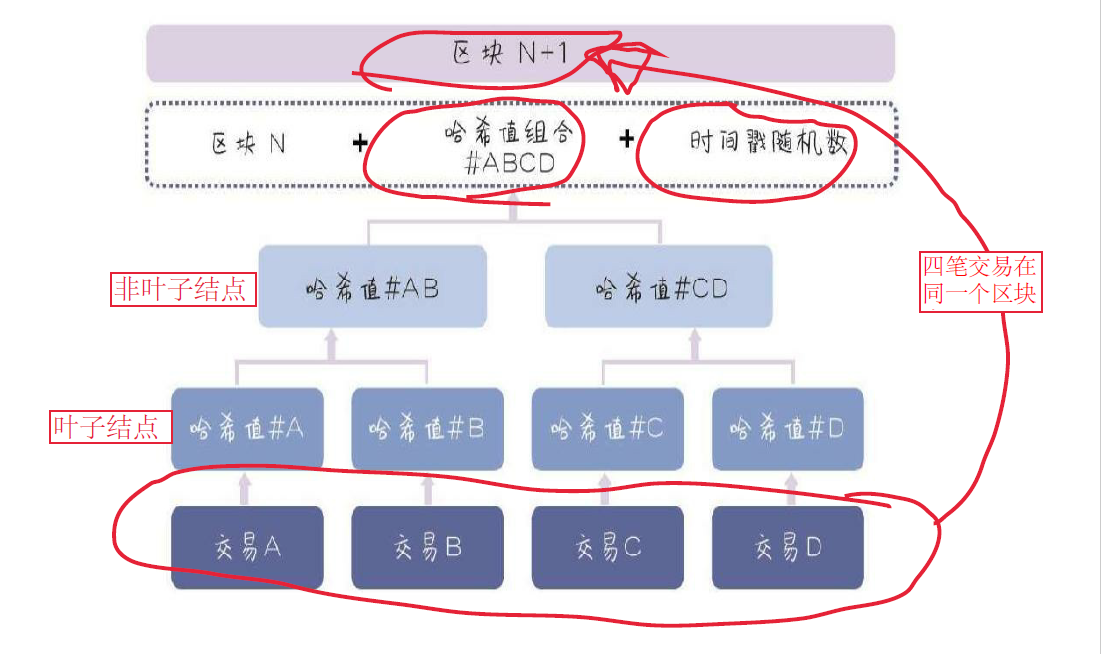 区块 N+1
区块 N + 哈希值组合 + 时间戳随机数
#ABCD
四笔交易在
同一个区块
非叶子结点
哈希值#AB
哈希值#CD
叶子结点
哈希值#A
哈希值#B
哈希值#C
哈希值#D
交易A
交易B
交易C
交易D